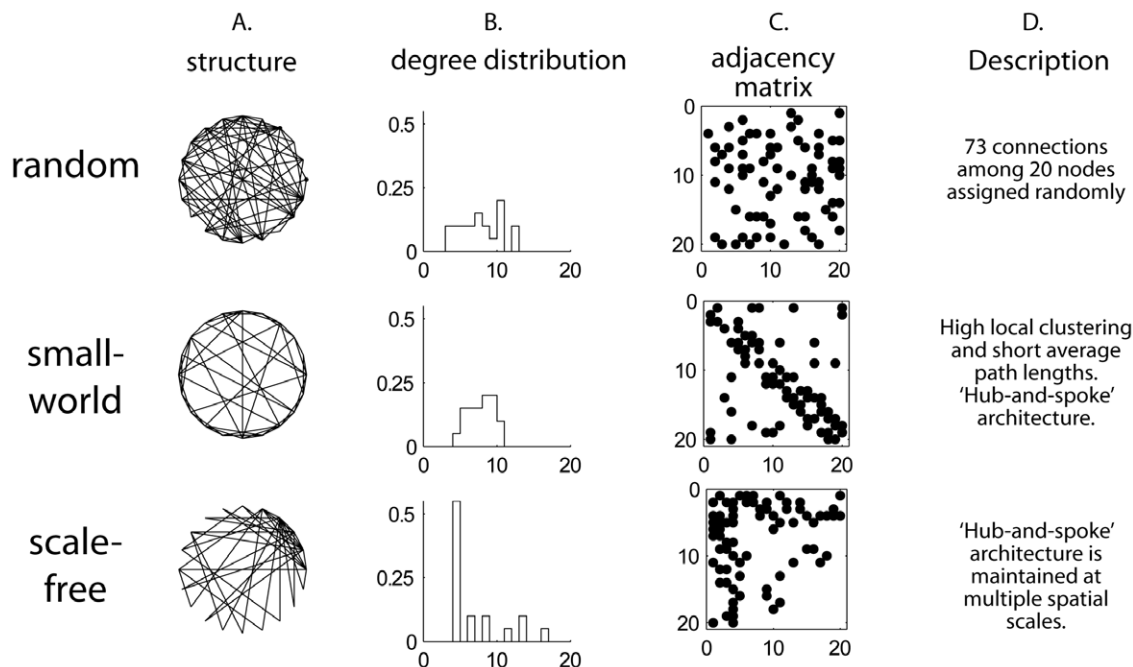 A.
structure
B.
degree distribution
C.
adjacency
matrix
D.
Description
random
0.5
0.25
0
0
10
20
0
10
20
0
10
20
73 connections
among 20 nodes
assigned randomly
small-
world
0.5
0.25
0
0
10
20
0
10
20
0
10
20
High local clustering
and short average
path lengths.
'Hub-and-spoke'
architecture.
scale-
free
0.5
0.25
0
0
10
20
0
10
20
0
10
20
'Hub-and-spoke'
architecture is
maintained at
multiple spatial
scales.